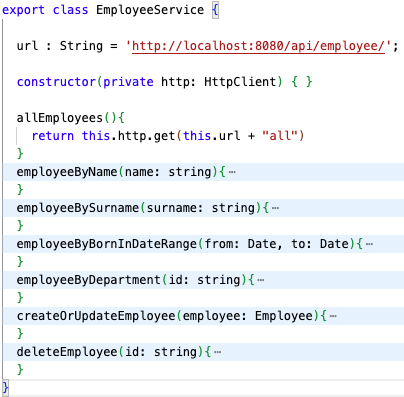 export class EmployeeService {
url : String = 'http://localhost:8080/api/employee/';
constructor(private http: HttpClient) { }
allEmployees(){
return this.http.get(this.url + "all")
}
employeeByName(name: string){⋯
}
employeeBySurname(surname: string){⋯
}
employeeByBornInDateRange(from: Date, to: Date){⋯
}
employeeByDepartment(id: string){⋯
}
createOrUpdateEmployee(employee: Employee){⋯
}
deleteEmployee(id: string){⋯
}
}